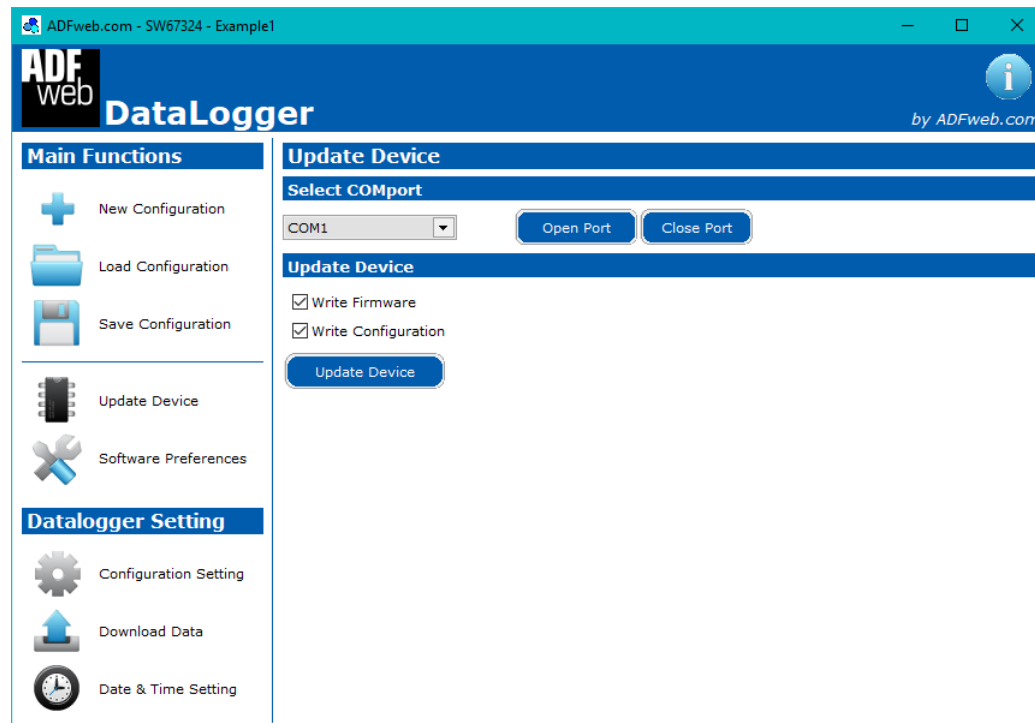 ADFweb.com - SW67324 - Example1
ADF
web
DataLogger
by ADFweb.com
Main Functions
New Configuration
Load Configuration
Save Configuration
Update Device
Software Preferences
Datalogger Setting
Configuration Setting
Download Data
Date & Time Setting
Update Device
Select COMport
COM1
Open Port
Close Port
Update Device
Write Firmware
Write Configuration
Update Device